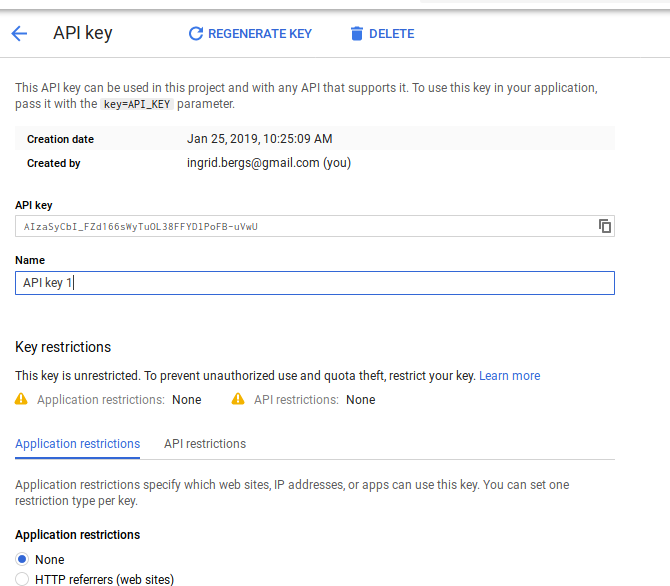 API key REGENERATE KEY DELETE
This API key can be used in this project and with any API that supports it. To use this key in your application,
pass it with the key=API_KEY parameter.
Creation date Jan 25, 2019, 10:25:09 AM
Created by ingrid.bergs@gmail.com (you)
API key
AIzaSyCbI_FZd166sWyTuOL38FFYD1PoFB-uVwU
Name
API key 1
Key restrictions
This key is unrestricted. To prevent unauthorized use and quota theft, restrict your key. Learn more
Application restrictions: None API restrictions: None
Application restrictions API restrictions
Application restrictions specify which web sites, IP addresses, or apps can use this key. You can set one
restriction type per key.
Application restrictions
None
HTTP referrers (web sites)